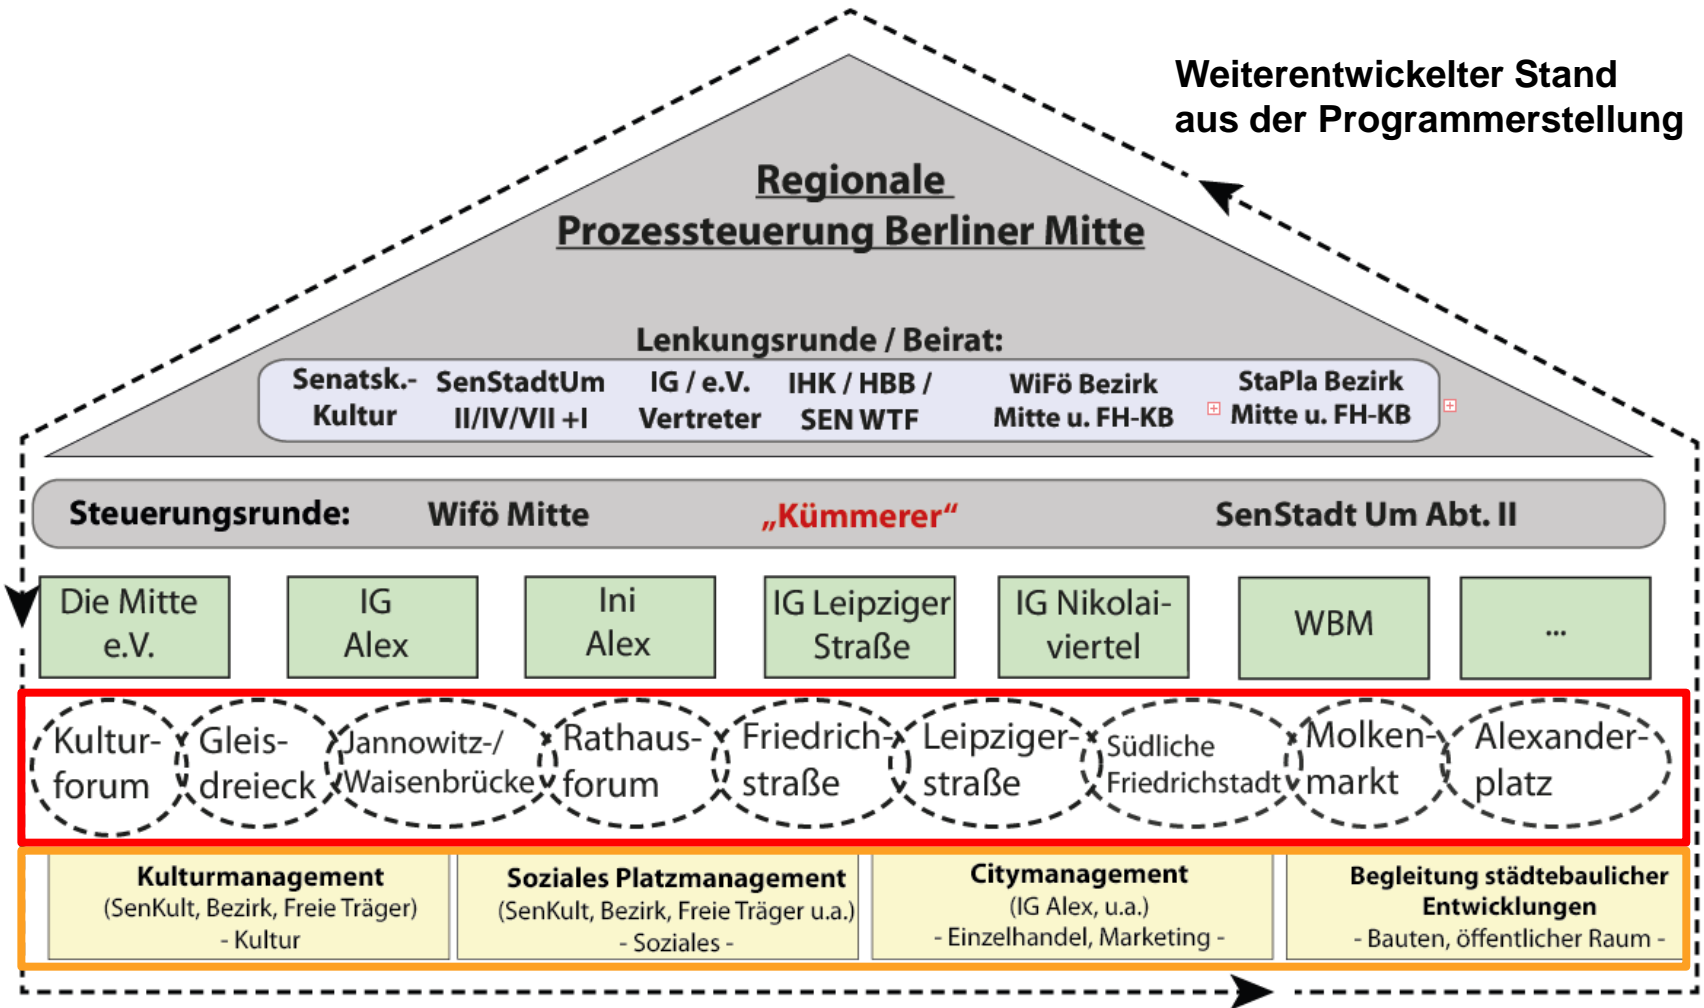 Weiterentwickelter Stand
aus der Programmerstellung
Regionale
Prozessteuerung Berliner Mitte
Lenkungsrunde / Beirat:
Senatsk.-
Kultur
SenStadtUm
II/IV/VII +I
IG / e.V.
Vertreter
IHK / HBB /
SEN WTF
WiFö Bezirk
Mitte u. FH-KB
StaPla Bezirk
Mitte u. FH-KB
Steuerungsrunde: Wifö Mitte „Kümmerer“ SenStadt Um Abt. II
Die Mitte
e.V.
IG
Alex
Ini
Alex
IG Leipziger
Straße
IG Nikolai-
viertel
WBM
...
Kultur-
forum
Gleis-
dreieck
Jannowitz-/
Waisenbrücke
Rathaus-
forum
Friedrich-
straße
Leipziger-
straße
Südliche
Friedrichstadt
Molken-
markt
Alexander-
platz
Kulturmanagement
(SenKult, Bezirk, Freie Träger)
- Kultur
Soziales Platzmanagement
(SenKult, Bezirk, Freie Träger u.a.)
- Soziales -
Citymanagement
(IG Alex, u.a.)
- Einzelhandel, Marketing -
Begleitung städtebaulicher
Entwicklungen
- Bauten, öffentlicher Raum -